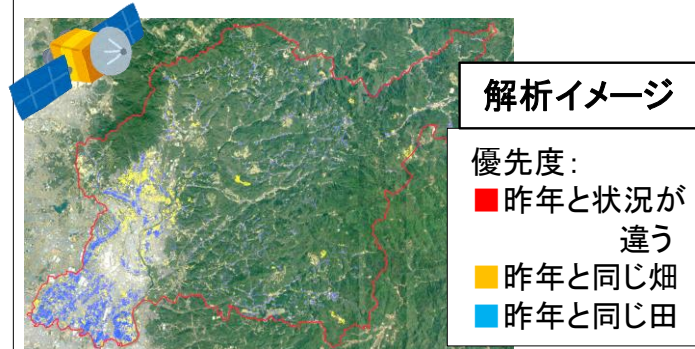 解析イメージ
優先度：
■昨年と状況が
違う
■昨年と同じ畑
■昨年と同じ田